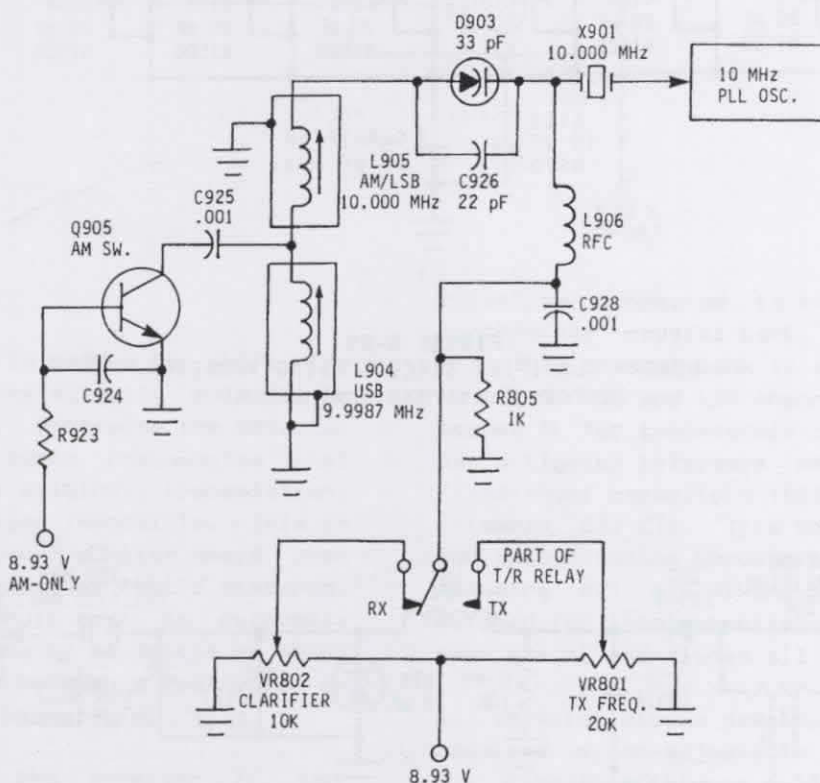 D903
33 pF
X901
10.000 MHz
10 MHz
PLL OSC.
L905
AM/LSB
10.000 MHz
C926
22 pF
C925
.001
Q905
AM SW.
L906
RFC
C928
.001
C924
L904
USB
9.9987 MHz
R805
1K
R923
8.93 V
AM-ONLY
PART OF
T/R RELAY
RX
TX
VR802
CLARIFIER
10K
VR801
TX FREQ.
20K
8.93 V